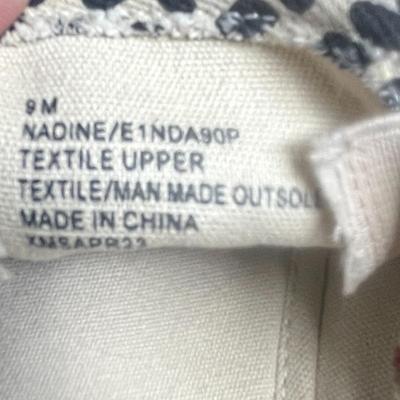 9 M
NADINE/E1NDA90P
TEXTILE UPPER
TEXTILE/MAN MADE OUTSOL
MADE IN CHINA